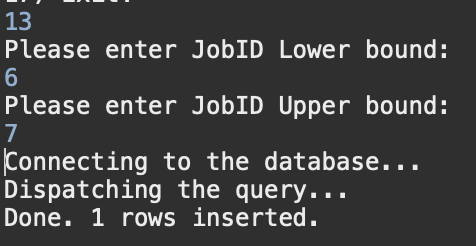 13
Please enter JobID Lower bound:
6
Please enter JobID Upper bound:
7
Connecting to the database...
Dispatching the query...
Done. 1 rows inserted.